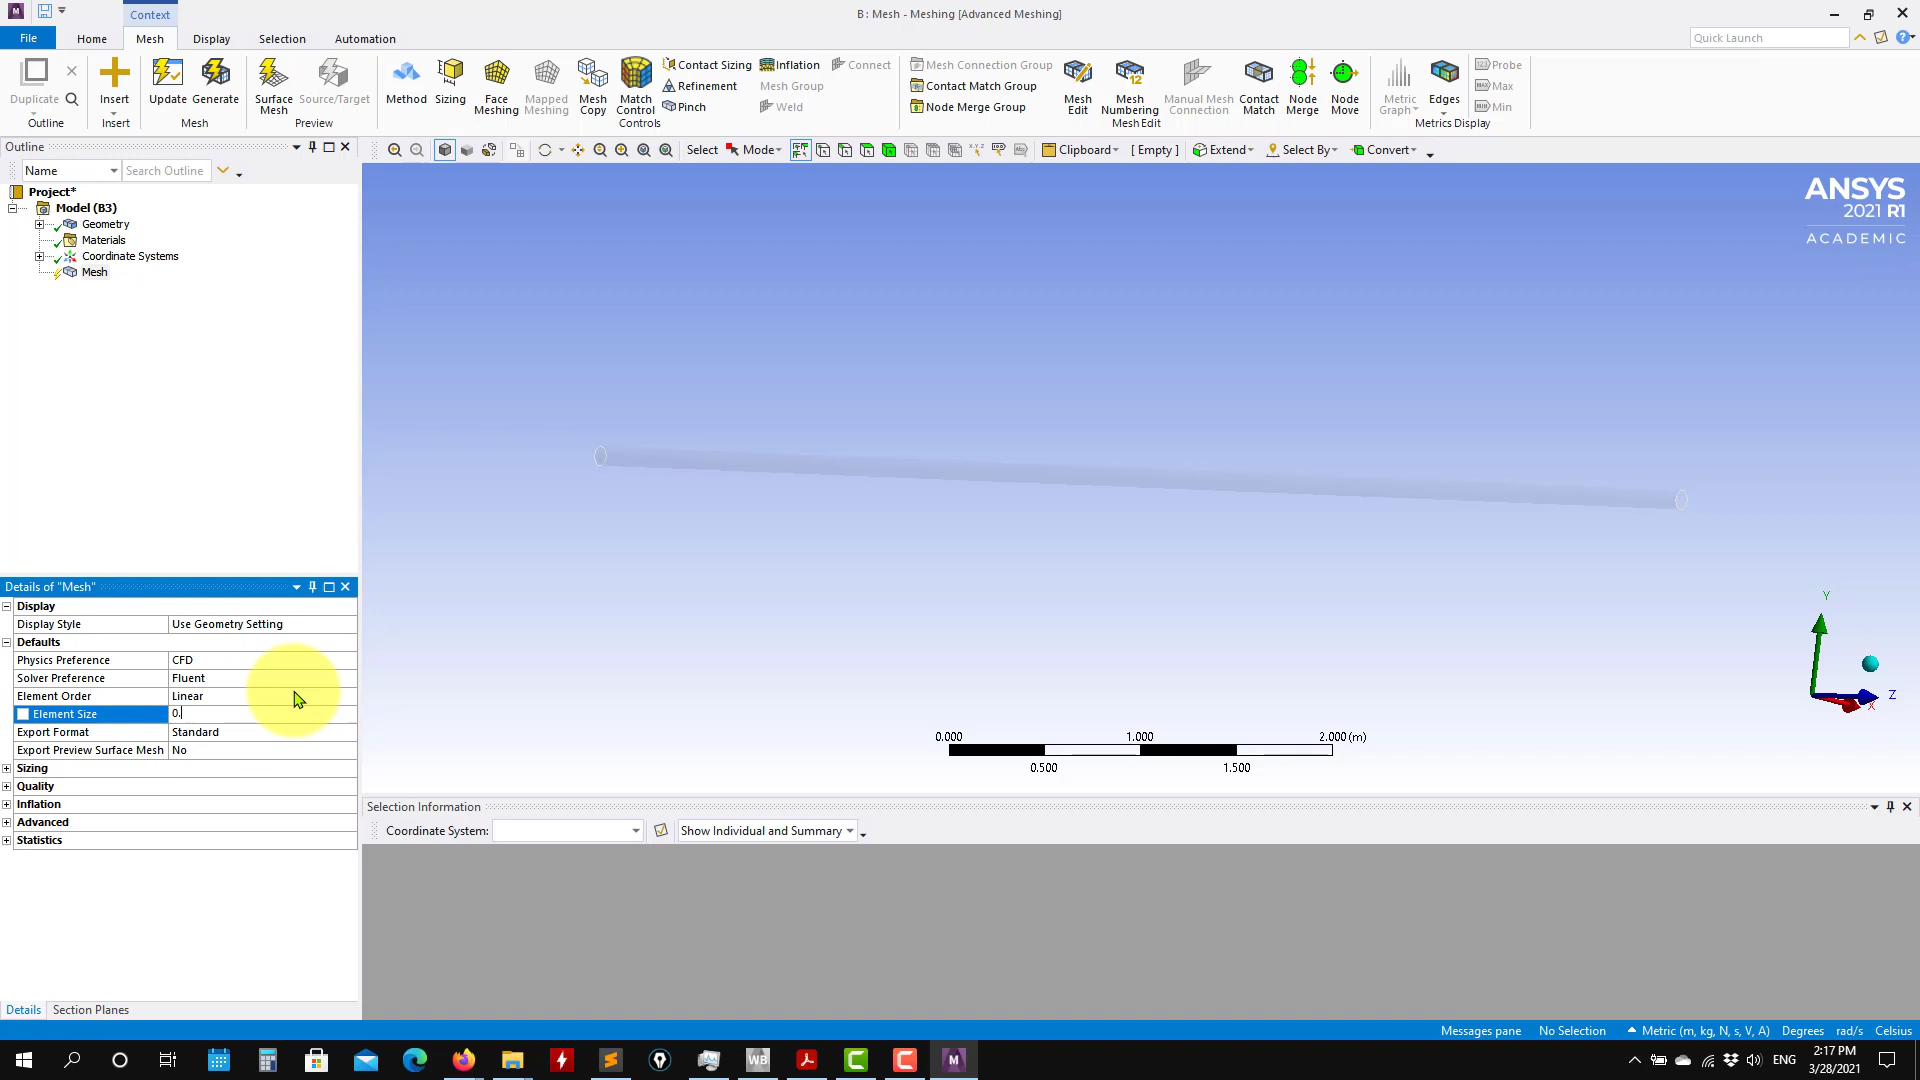 Context
B : Mesh - Meshing [Advanced Meshing]
File
Home
Mesh
Display
Selection
Automation
Quick Launch
Duplicate
Outline
Insert
Insert
Update
Generate
Mesh
Surface
Mesh
Source/Target
Preview
Method
Sizing
Face
Meshing
Mapped
Meshing
Mesh
Copy
Match
Control
Controls
Contact Sizing
Refinement
Pinch
Inflation
Mesh Group
Weld
Connect
Mesh Connection Group
Contact Match Group
Node Merge Group
Mesh
Edit
Mesh
Numbering
Manual Mesh
Connection
Contact
Match
Node
Merge
Node
Move
Mesh Edit
Metric
Graph
Edges
Probe
Max
Min
Metrics Display
Outline
Name
Search Outline
Select
Mode
Clipboard
[ Empty ]
Extend
Select By
Convert
Project*
Model (B3)
Geometry
Materials
Coordinate Systems
Mesh
ANSYS
2021 R1
ACADEMIC
Details of "Mesh"
Display
Display Style Use Geometry Setting
Defaults
Physics Preference CFD
Solver Preference Fluent
Element Order Linear
Element Size 0.
Export Format Standard
Export Preview Surface Mesh No
Sizing
Quality
Inflation
Advanced
Statistics
Y
Z
X
0.000 1.000 2.000 (m)
0.500 1.500
Selection Information
Coordinate System:
Show Individual and Summary
Details
Section Planes
Messages pane
No Selection
Metric (m, kg, N, s, V, A)
Degrees
rad/s
Celsius
WB
M
ENG
2:17 PM
3/28/2021